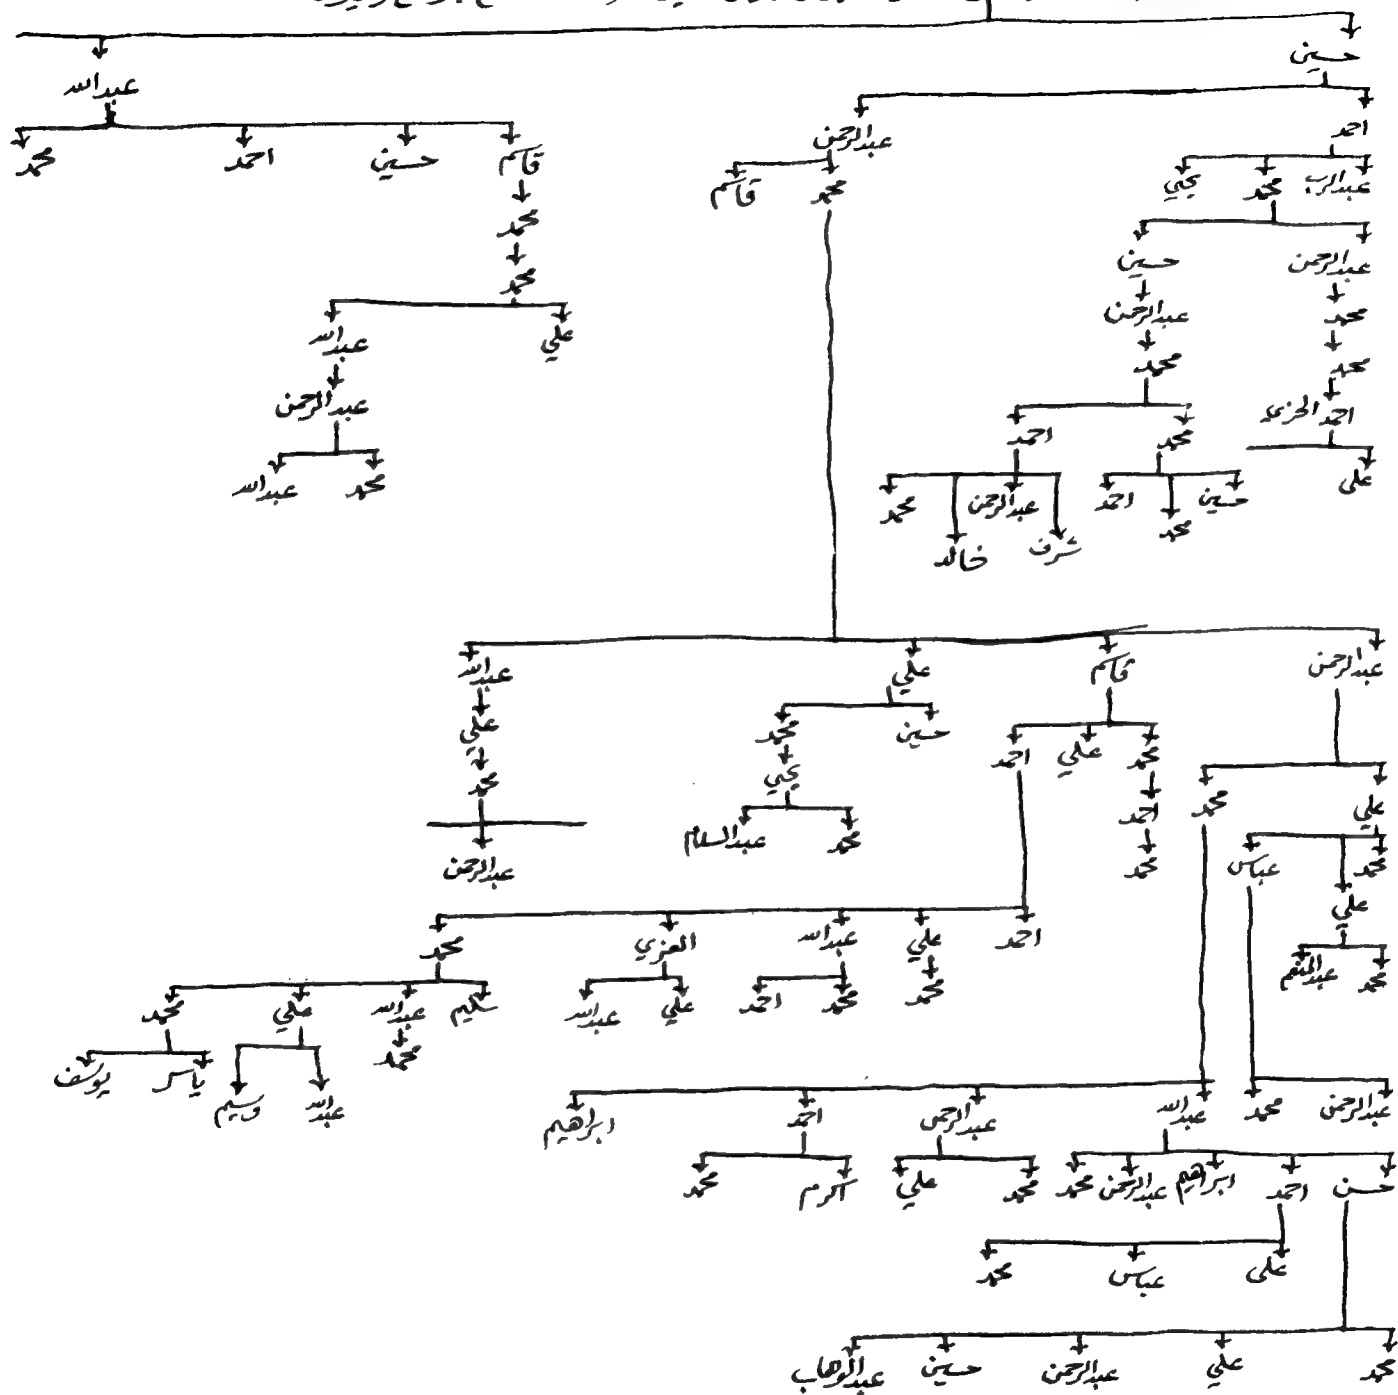 حسين
عبدالله
احمد
عبدالرحمن
قاسم
حسين
احمد
محمد
عبدالرب
محمد
يحيي
محمد
قاسم
محمد
عبدالرحمن
حسين
محمد
محمد
عبدالرحمن
علي
عبدالله
محمد
محمد
عبدالرحمن
احمد الحزي
محمد
احمد
علي
حسين
محمد
احمد
شرف
عبدالرحمن
خالد
محمد
محمد
عبدالله
عبدالرحمن
قاسم
علي
عبدالله
علي
محمد
محمد
علي
احمد
حسين
محمد
علي
محمد
عباس
احمد
محمد
يحيي
محمد
محمد
عبدالسلام
عبدالرحمن
علي
محمد
عبدالمنعم
احمد
علي
عبدالله
العزي
محمد
محمد
محمد
احمد
علي
عبدالله
سليم
عبدالله
علي
محمد
محمد
عبدالله
وسيم
ياسر
يوسف
عبدالرحمن
محمد
عبدالله
عبدالرحمن
احمد
ابراهيم
حسن
احمد
ابراهيم
عبدالرحمن
محمد
محمد
علي
اكرم
محمد
على
عباس
محمد
محمد
علي
عبدالرحمن
حسين
عبدالوهاب